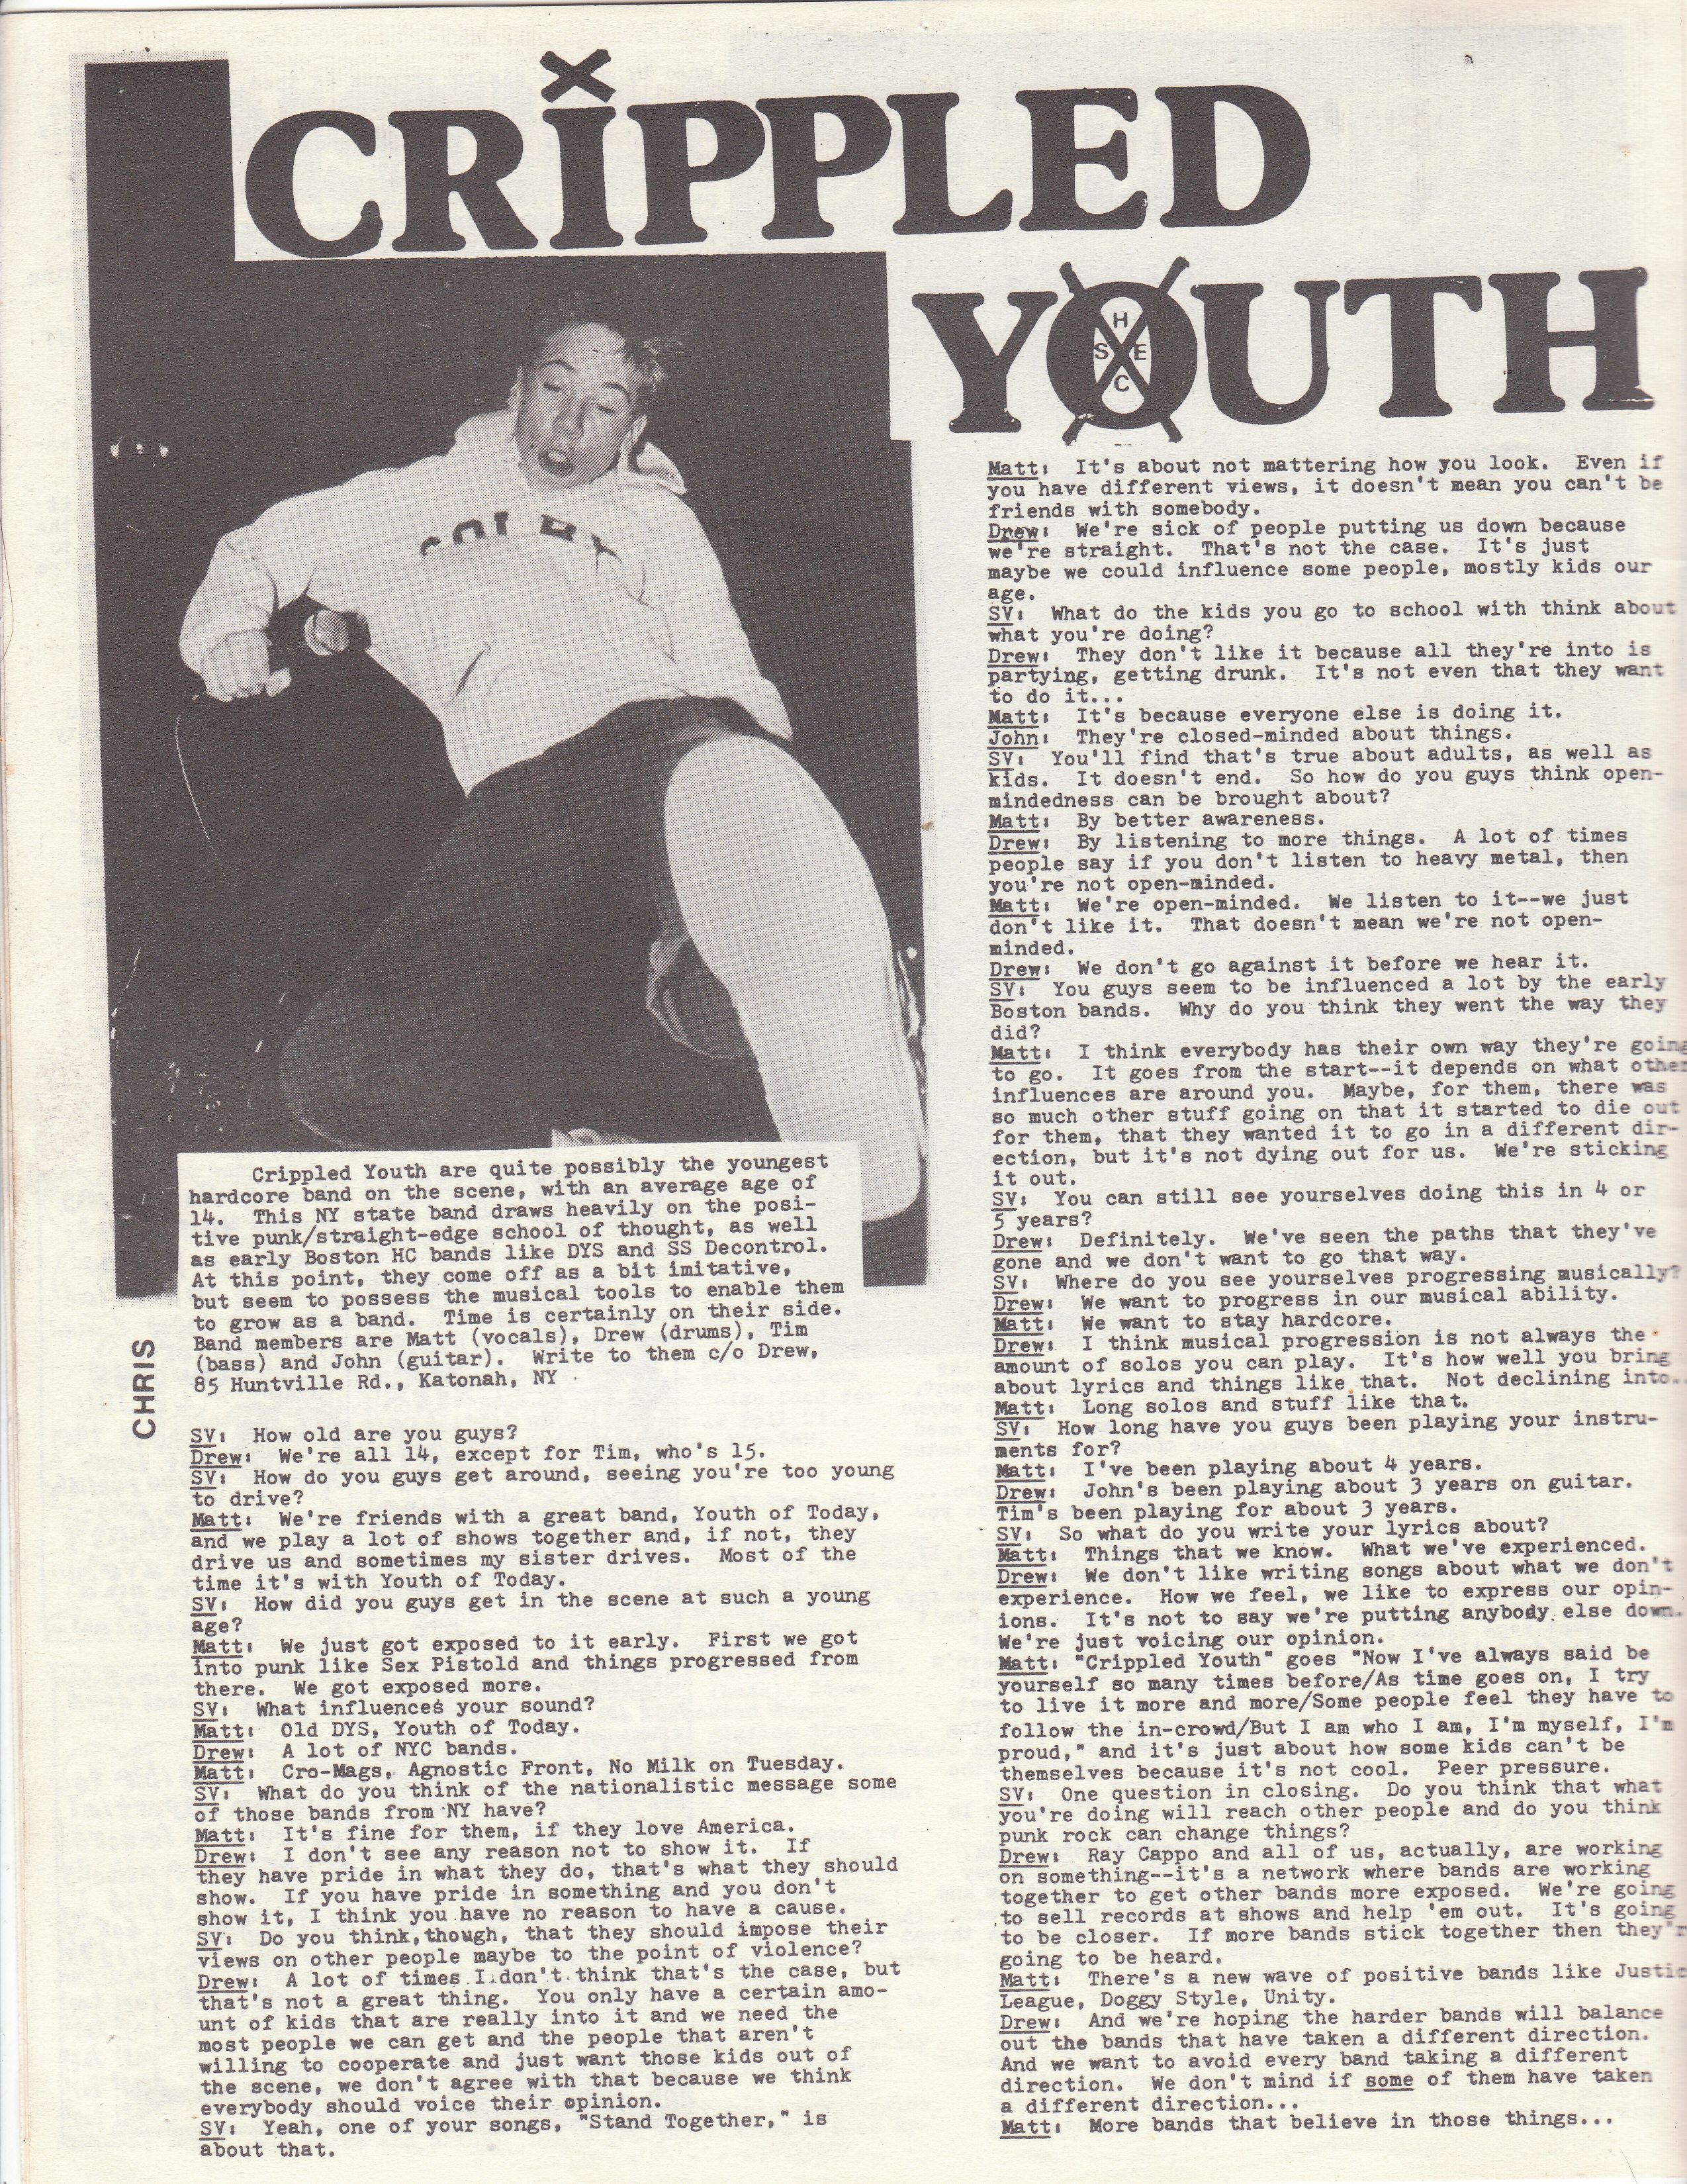 CRIPPLED
YOUTH
H
S E
C
CHRIS
Crippled Youth are quite possibly the youngest
hardcore band on the scene, with an average age of
14. This NY state band draws heavily on the posi-
tive punk/straight-edge school of thought, as well
as early Boston HC bands like DYS and SS Decontrol.
At this point, they come off as a bit imitative,
but seem to possess the musical tools to enable them
to grow as a band. Time is certainly on their side.
Band members are Matt (vocals), Drew (drums), Tim
(bass) and John (guitar). Write to them c/o Drew,
85 Huntville Rd., Katonah, NY
SV: How old are you guys?
Drew: We're all 14, except for Tim, who's 15.
SV: How do you guys get around, seeing you're too young
to drive?
Matt: We're friends with a great band, Youth of Today,
and we play a lot of shows together and, if not, they
drive us and sometimes my sister drives. Most of the
time it's with Youth of Today.
SV: How did you guys get in the scene at such a young
age?
Matt: We just got exposed to it early. First we got
into punk like Sex Pistold and things progressed from
there. We got exposed more.
SV: What influences your sound?
Matt: Old DYS, Youth of Today.
Drew: A lot of NYC bands.
Matt: Cro-Mags, Agnostic Front, No Milk on Tuesday.
SV: What do you think of the nationalistic message some
of those bands from NY have?
Matt: It's fine for them, if they love America.
Drew: I don't see any reason not to show it. If
they have pride in what they do, that's what they should
show. If you have pride in something and you don't
show it, I think you have no reason to have a cause.
SV: Do you think,though, that they should impose their
views on other people maybe to the point of violence?
Drew: A lot of times I don't think that's the case, but
that's not a great thing. You only have a certain amo-
unt of kids that are really into it and we need the
most people we can get and the people that aren't
willing to cooperate and just want those kids out of
the scene, we don't agree with that because we think
everybody should voice their opinion.
SV: Yeah, one of your songs, "Stand Together," is
about that.
Matt: It's about not mattering how you look. Even if
you have different views, it doesn't mean you can't be
friends with somebody.
Drew: We're sick of people putting us down because
we're straight. That's not the case. It's just
maybe we could influence some people, mostly kids our
age.
SV: What do the kids you go to school with think about
what you're doing?
Drew: They don't like it because all they're into is
partying, getting drunk. It's not even that they want
to do it...
Matt: It's because everyone else is doing it.
John: They're closed-minded about things.
SV: You'll find that's true about adults, as well as
kids. It doesn't end. So how do you guys think open-
mindedness can be brought about?
Matt: By better awareness.
Drew: By listening to more things. A lot of times
people say if you don't listen to heavy metal, then
you're not open-minded.
Matt: We're open-minded. We listen to it--we just
don't like it. That doesn't mean we're not open-
minded.
Drew: We don't go against it before we hear it.
SV: You guys seem to be influenced a lot by the early
Boston bands. Why do you think they went the way they
did?
Matt: I think everybody has their own way they're going
to go. It goes from the start--it depends on what other
influences are around you. Maybe, for them, there was
so much other stuff going on that it started to die out
for them, that they wanted it to go in a different dir-
ection, but it's not dying out for us. We're sticking
it out.
SV: You can still see yourselves doing this in 4 or
5 years?
Drew: Definitely. We've seen the paths that they've
gone and we don't want to go that way.
SV: Where do you see yourselves progressing musically?
Drew: We want to progress in our musical ability.
Matt: We want to stay hardcore.
Drew: I think musical progression is not always the
amount of solos you can play. It's how well you bring
about lyrics and things like that. Not declining into..
Matt: Long solos and stuff like that.
SV: How long have you guys been playing your instru-
ments for?
Matt: I've been playing about 4 years.
Drew: John's been playing about 3 years on guitar.
Tim's been playing for about 3 years.
SV: So what do you write your lyrics about?
Matt: Things that we know. What we've experienced.
Drew: We don't like writing songs about what we don't
experience. How we feel, we like to express our opin-
ions. It's not to say we're putting anybody else down.
We're just voicing our opinion.
Matt: "Crippled Youth" goes "Now I've always said be
yourself so many times before/As time goes on, I try
to live it more and more/Some people feel they have to
follow the in-crowd/But I am who I am, I'm myself, I'm
proud," and it's just about how some kids can't be
themselves because it's not cool. Peer pressure.
SV: One question in closing. Do you think that what
you're doing will reach other people and do you think
punk rock can change things?
Drew: Ray Cappo and all of us, actually, are working
on something--it's a network where bands are working
together to get other bands more exposed. We're going
to sell records at shows and help 'em out. It's going
to be closer. If more bands stick together then they'r
going to be heard.
Matt: There's a new wave of positive bands like Justic
League, Doggy Style, Unity.
Drew: And we're hoping the harder bands will balance
out the bands that have taken a different direction.
And we want to avoid every band taking a different
direction. We don't mind if some of them have taken
a different direction...
Matt: More bands that believe in those things...